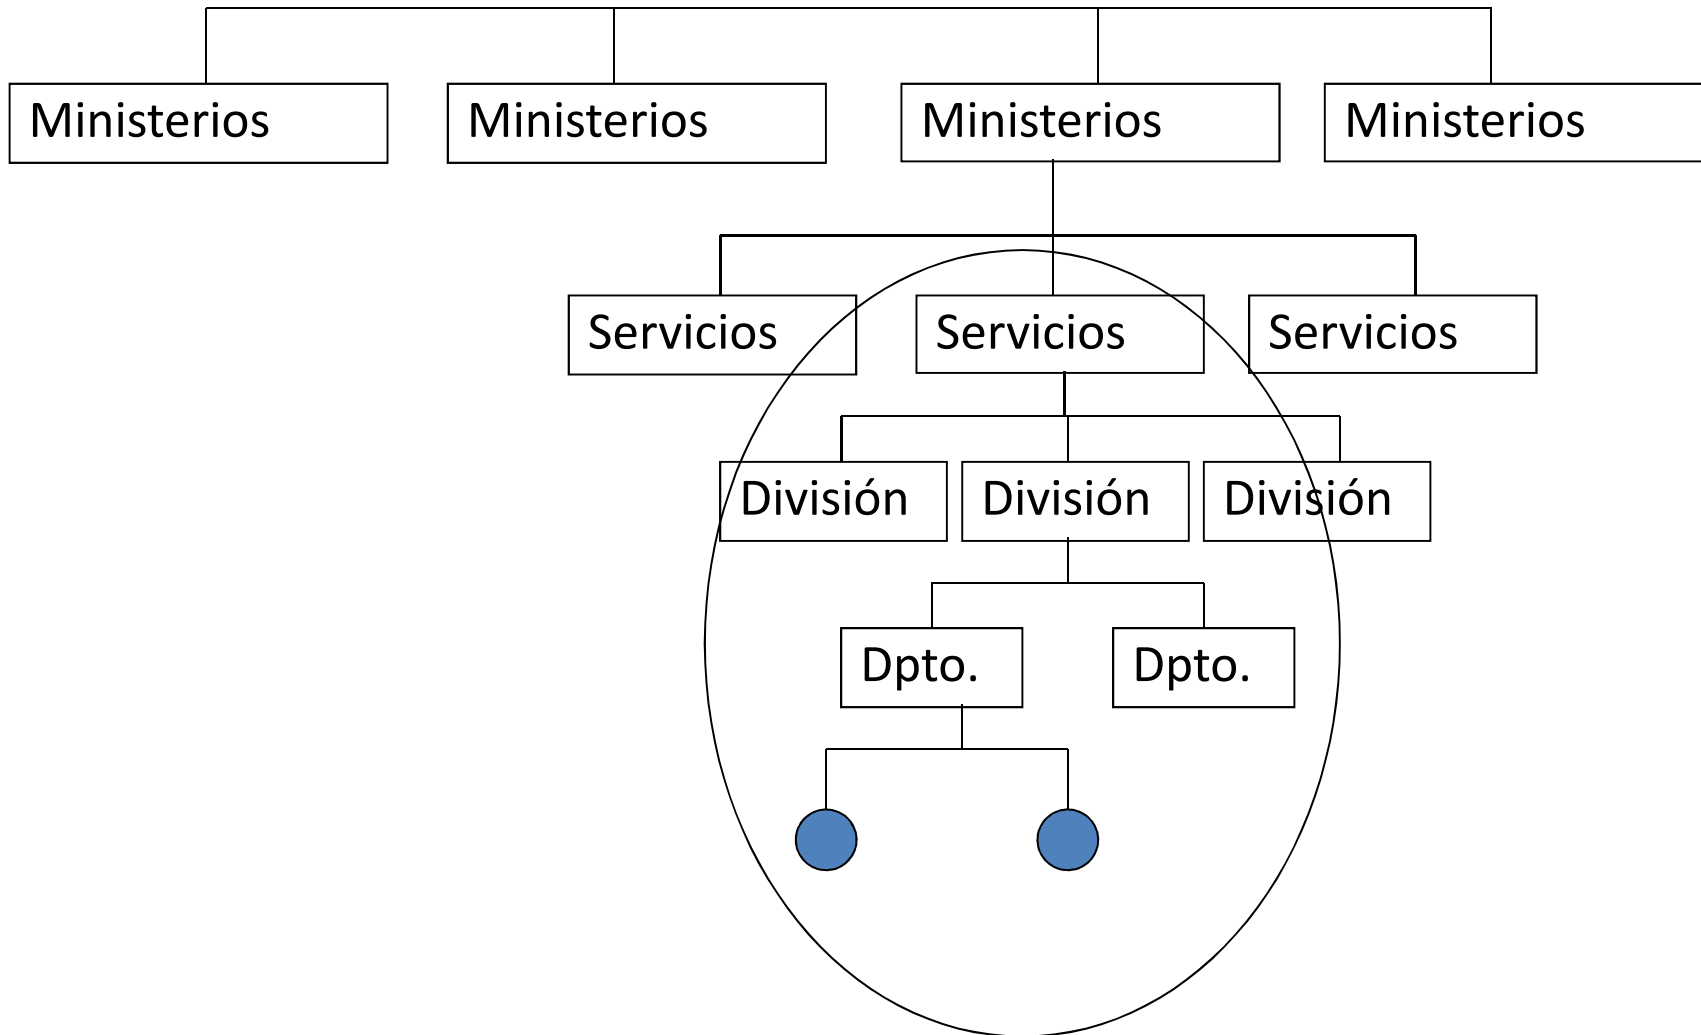 Ministerios
Ministerios
Ministerios
Ministerios
Servicios
Servicios
Servicios
División
División
División
Dpto.
Dpto.